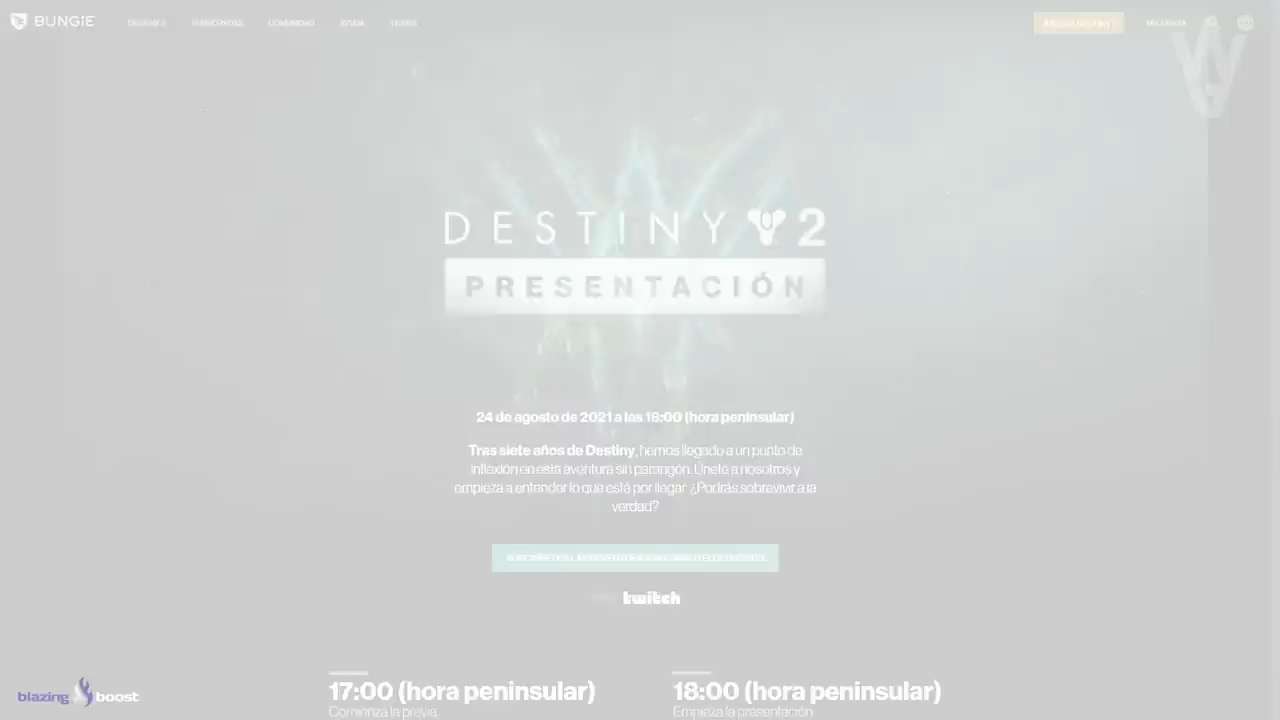 BUNGiE COMUNIDAD AYUDA
DESTINY 2
PRESENTACIÓN
24 de agosto de 2021 a las 18:00 (hora peninsular)
Tras siete años de Destiny, hemos llegado a un punto de
inflexión en esta aventura sin parangón. Únete a nosotros y
empieza a entender lo que está por llegar. ¿Podrás sobrevivir a la
verdad?
twitch
17:00 (hora peninsular)
Comienza la previa.
18:00 (hora peninsular)
Empieza la presentación
blazing boost